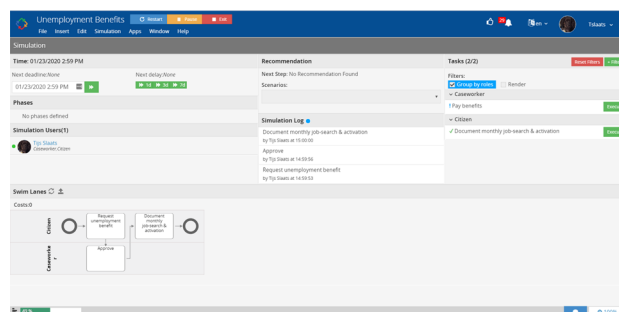 Unemployment Benefits
Restart
Pause
Exit
File Insert Edit Simulation Apps Window Help
29
en
Tslaats
Simulation
Time: 01/23/2020 2:59 PM
Next deadline:None
Next delay:None
01/23/2020 2:59 PM
1d
3d
7d
Phases
No phases defined
Simulation Users(1)
Tijs Slaats
Caseworker,Citizen
Recommendation
Next Step: No Recommendation Found
Scenarios:
Simulation Log
Document monthly job-search & activation
by Tijs Slaats at 15:00:00
Approve
by Tijs Slaats at 14:59:56
Request unemployment benefit
by Tijs Slaats at 14:59:53
Tasks (2/2)
Reset Filters
Filters:
Group by roles
Render
Caseworker
Pay benefits
Citizen
Document monthly job-search & activation
Swim Lanes
Costs:0
Citizen
Request
unemployment
benefit
Document
monthly
job-search &
activation
Caseworke
r
Approve